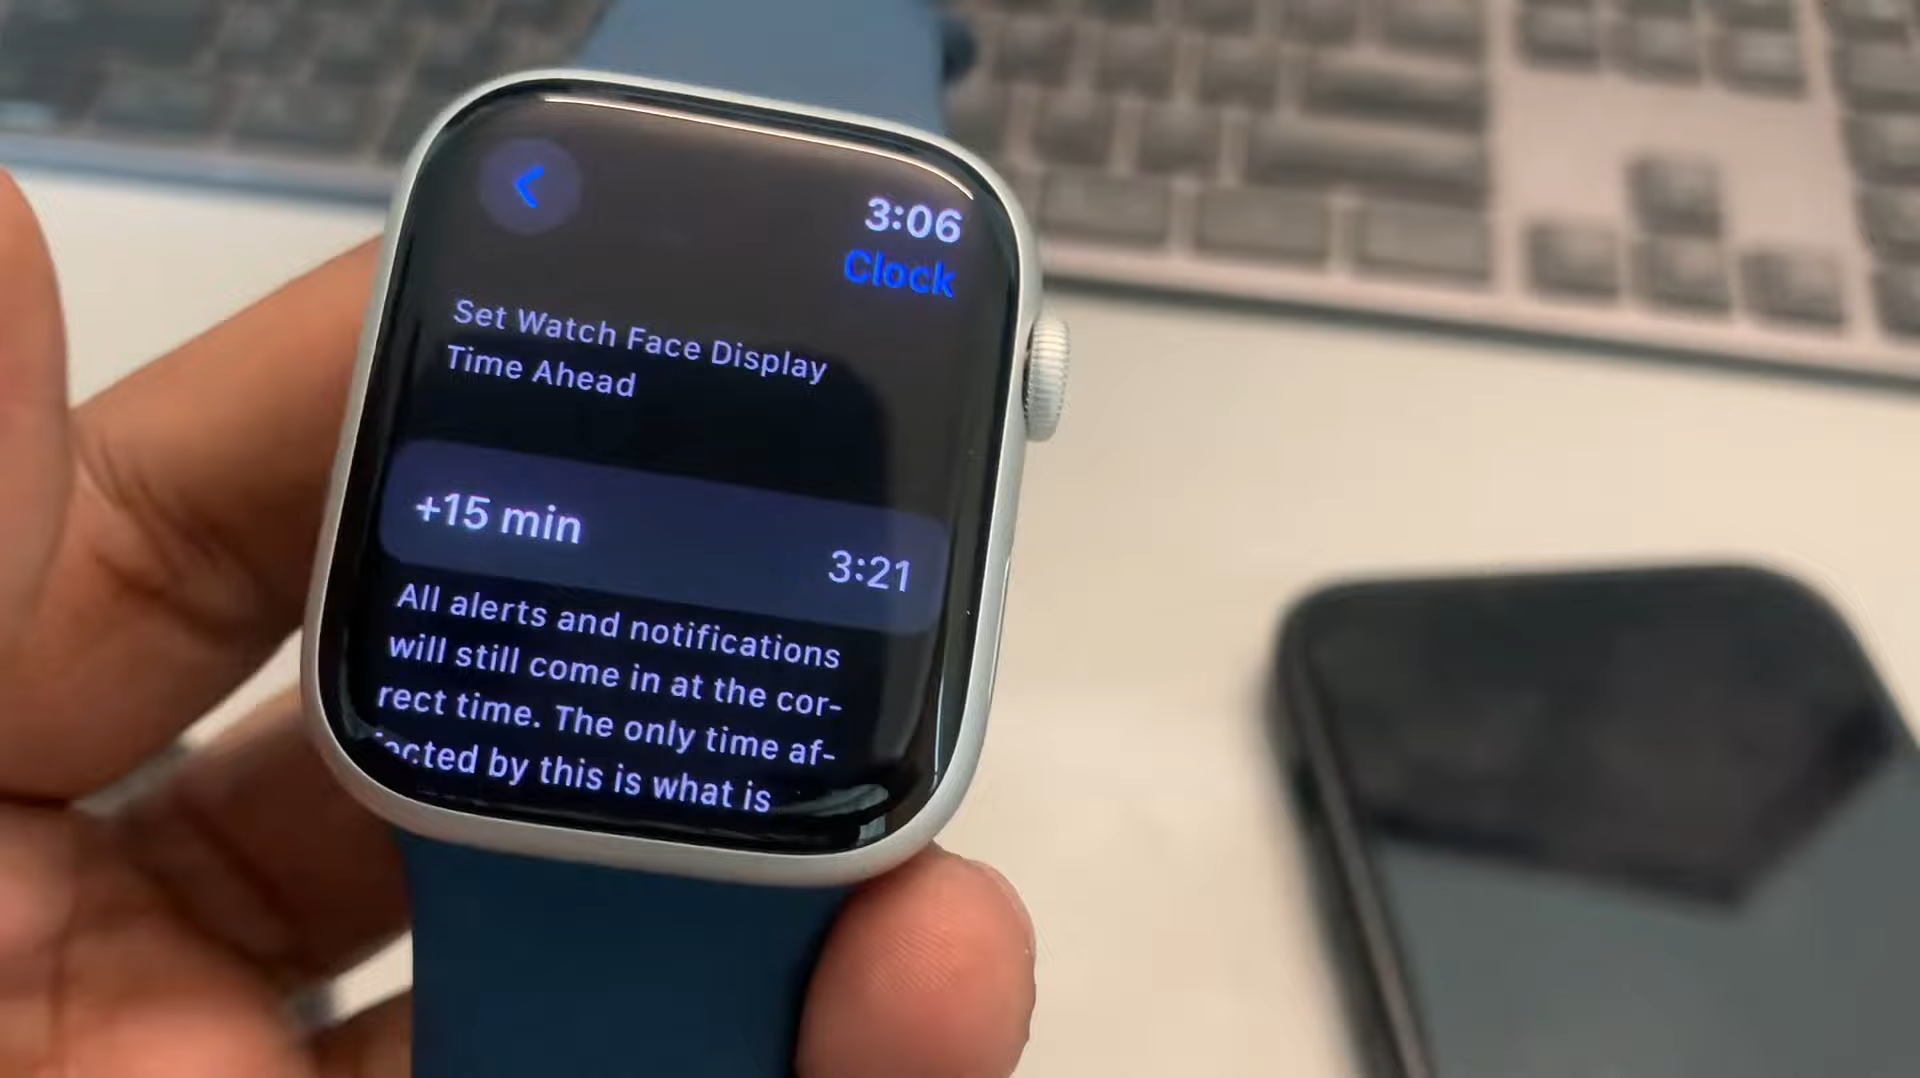 3:06
Clock
Set Watch Face Display
Time Ahead
+15 min
3:21
All alerts and notifications
will still come in at the cor-
rect time. The only time af-
fected by this is what is